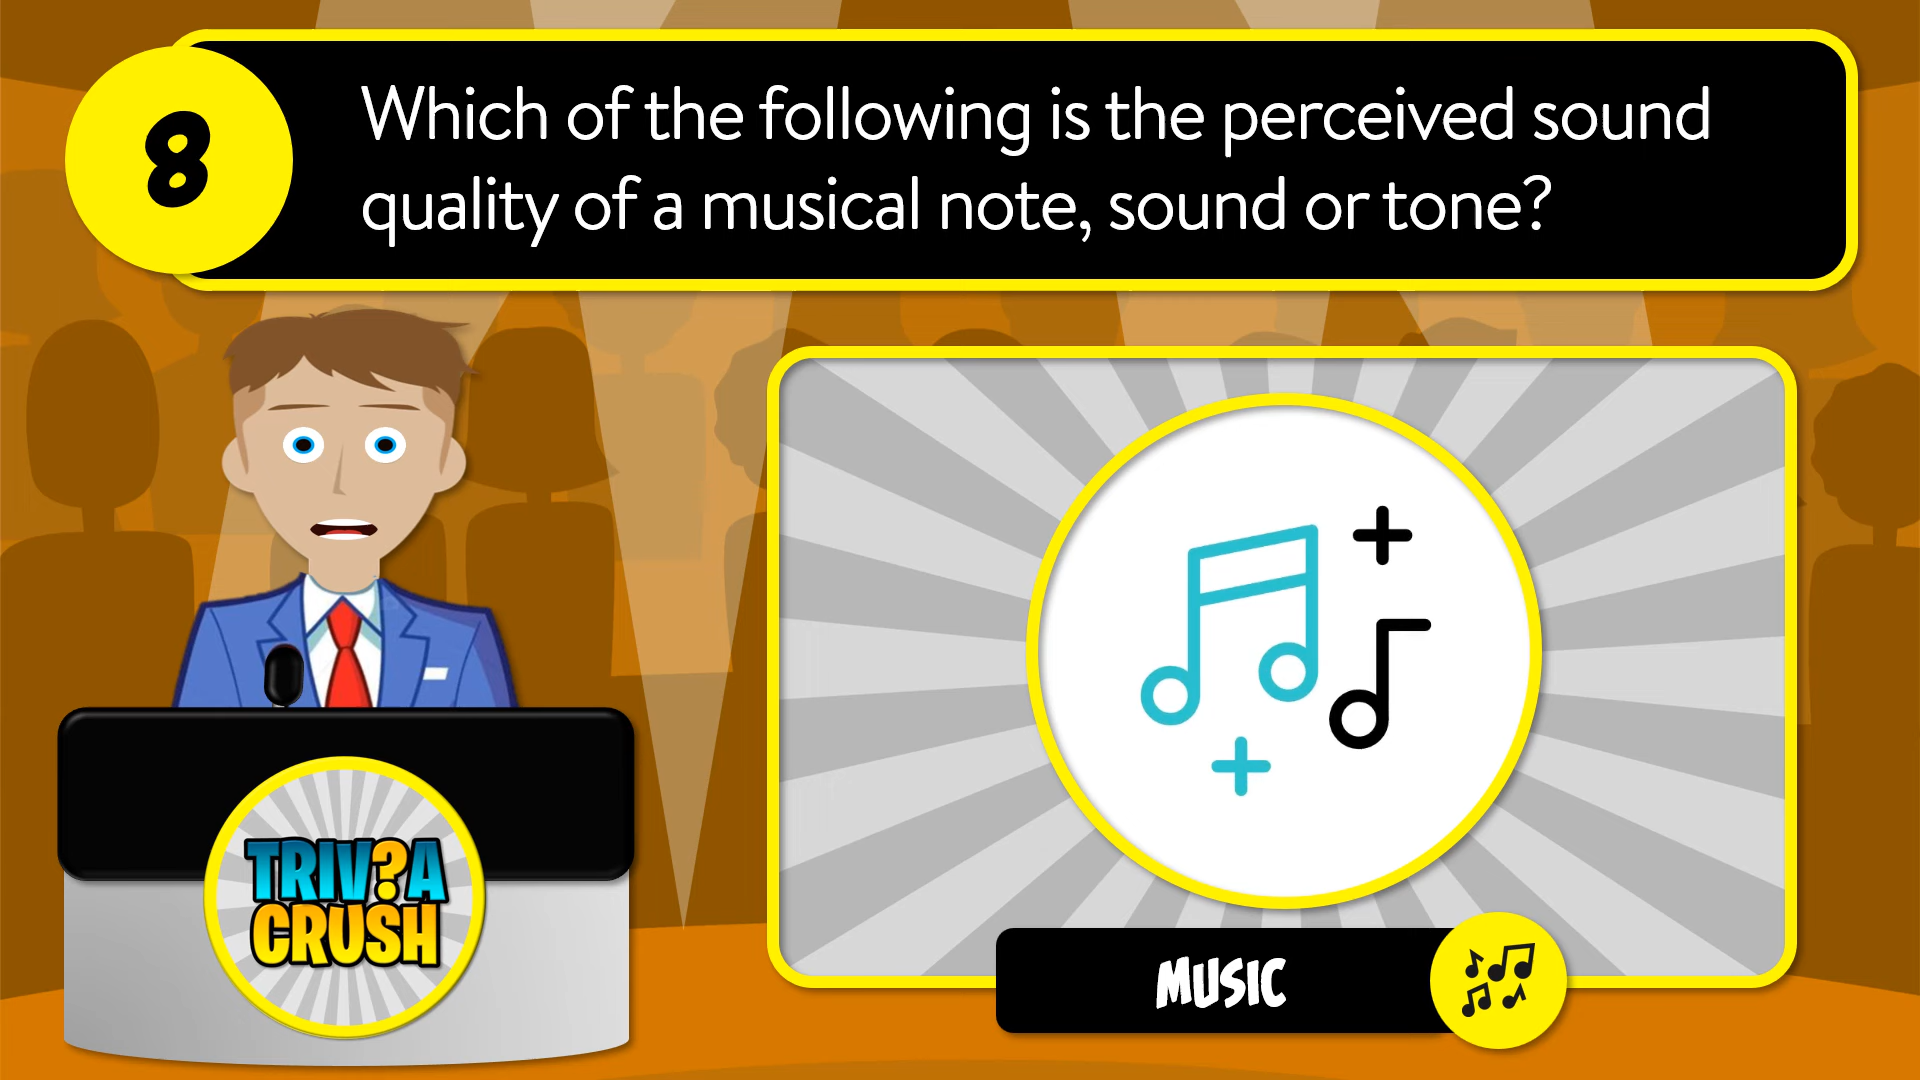 8
Which of the following is the perceived sound
quality of a musical note, sound or tone?
TRIV?A
CRUSH
MUSIC